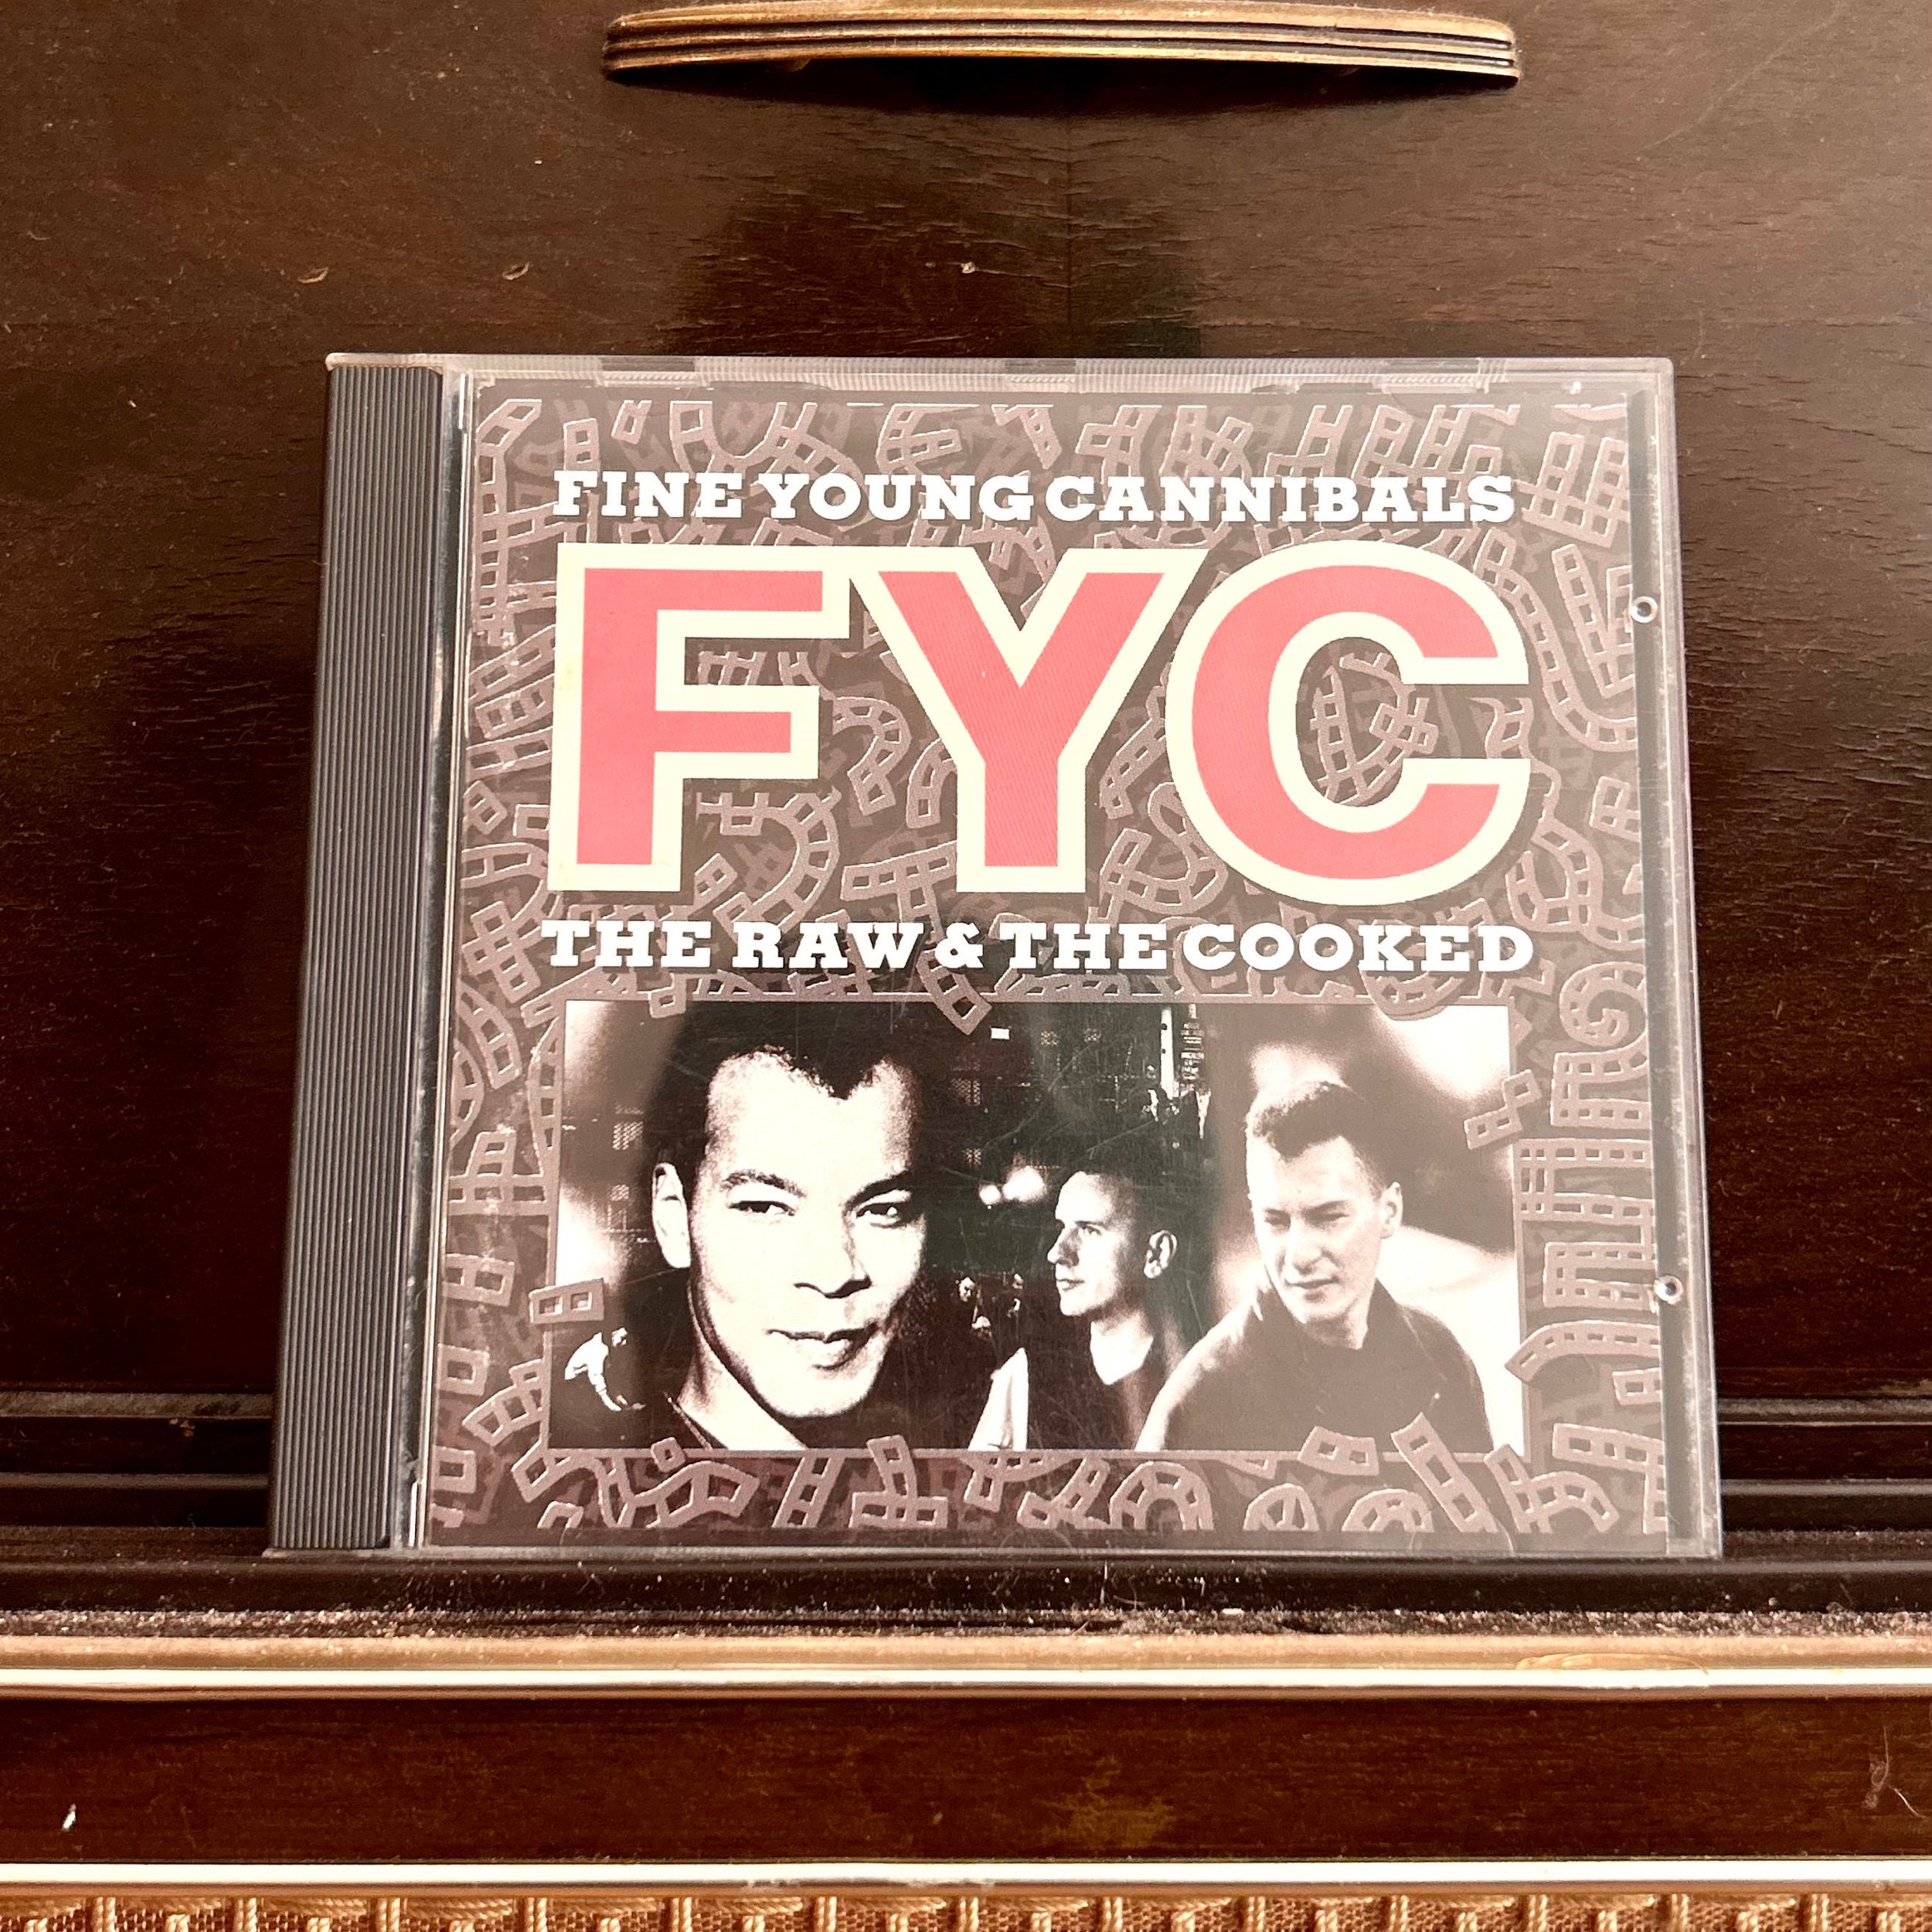 FINE YOUNG CANNIBALS
FYC
THE RAW & THE COOKED